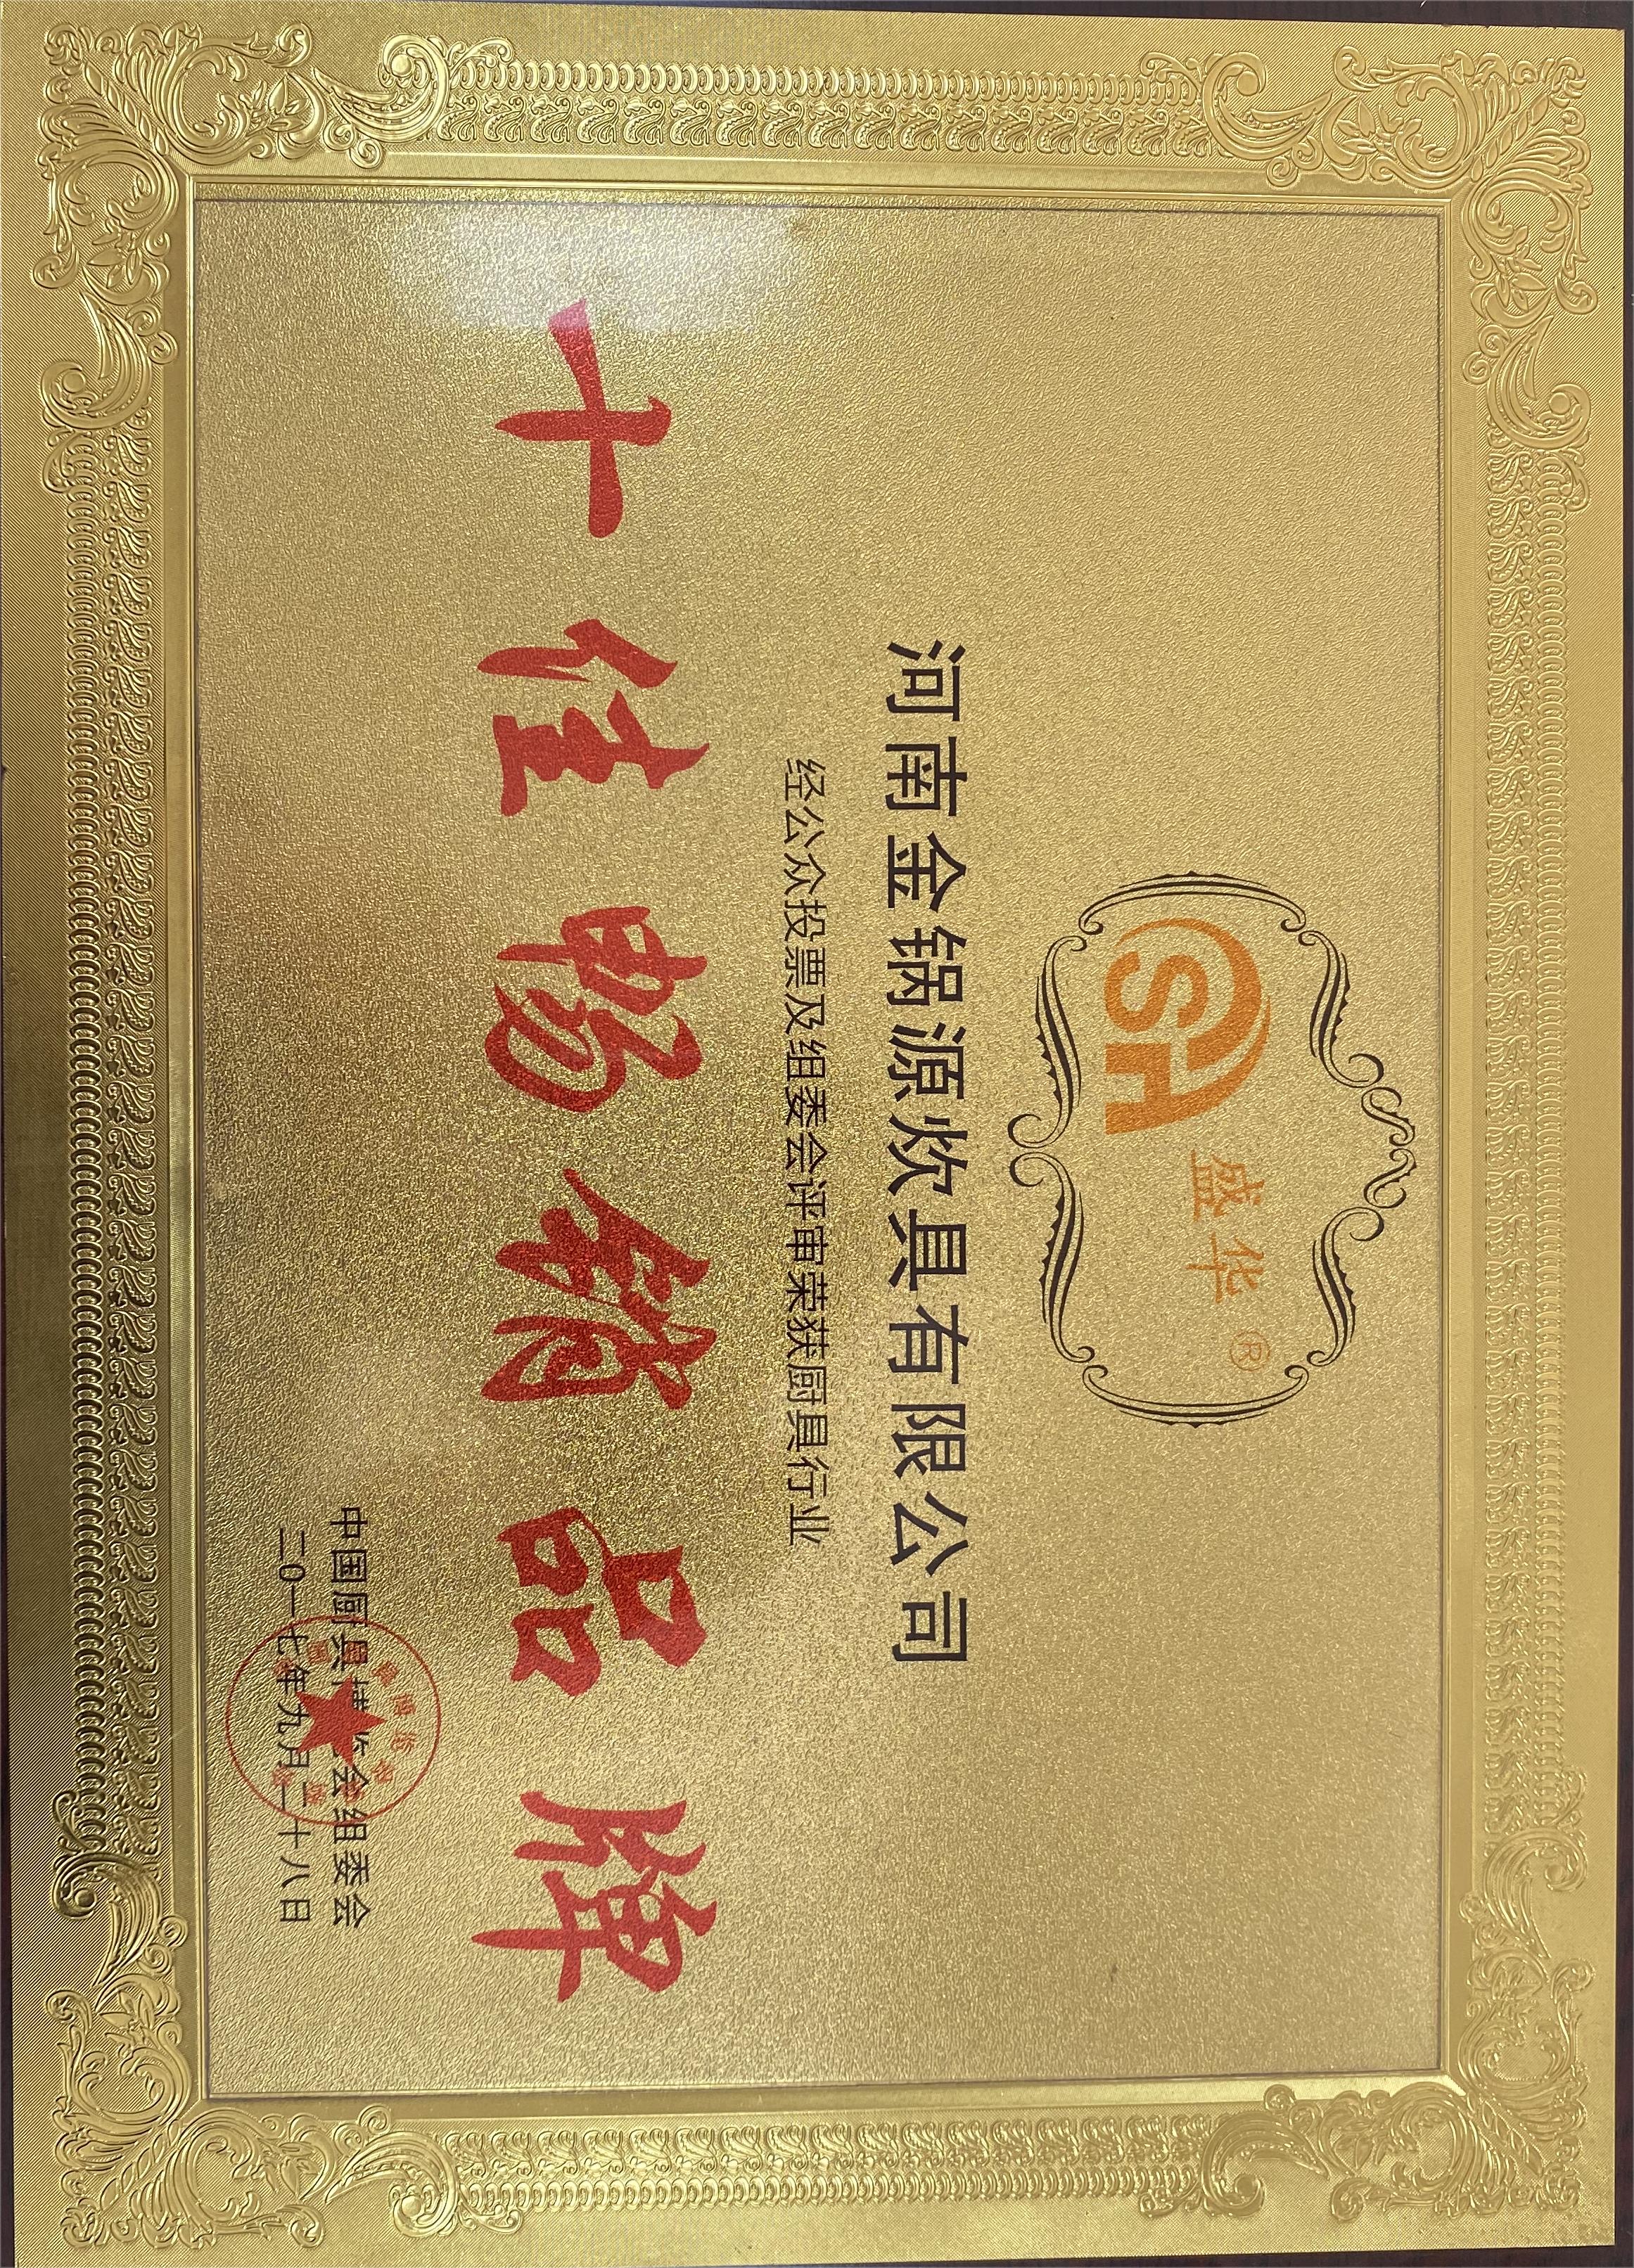 SH 盛华 ®
河南金锅源炊具有限公司
经公众投票及组委会评审荣获厨具行业
十佳畅销品牌
中国厨具博览会组委会
二0一七年九月二十八日